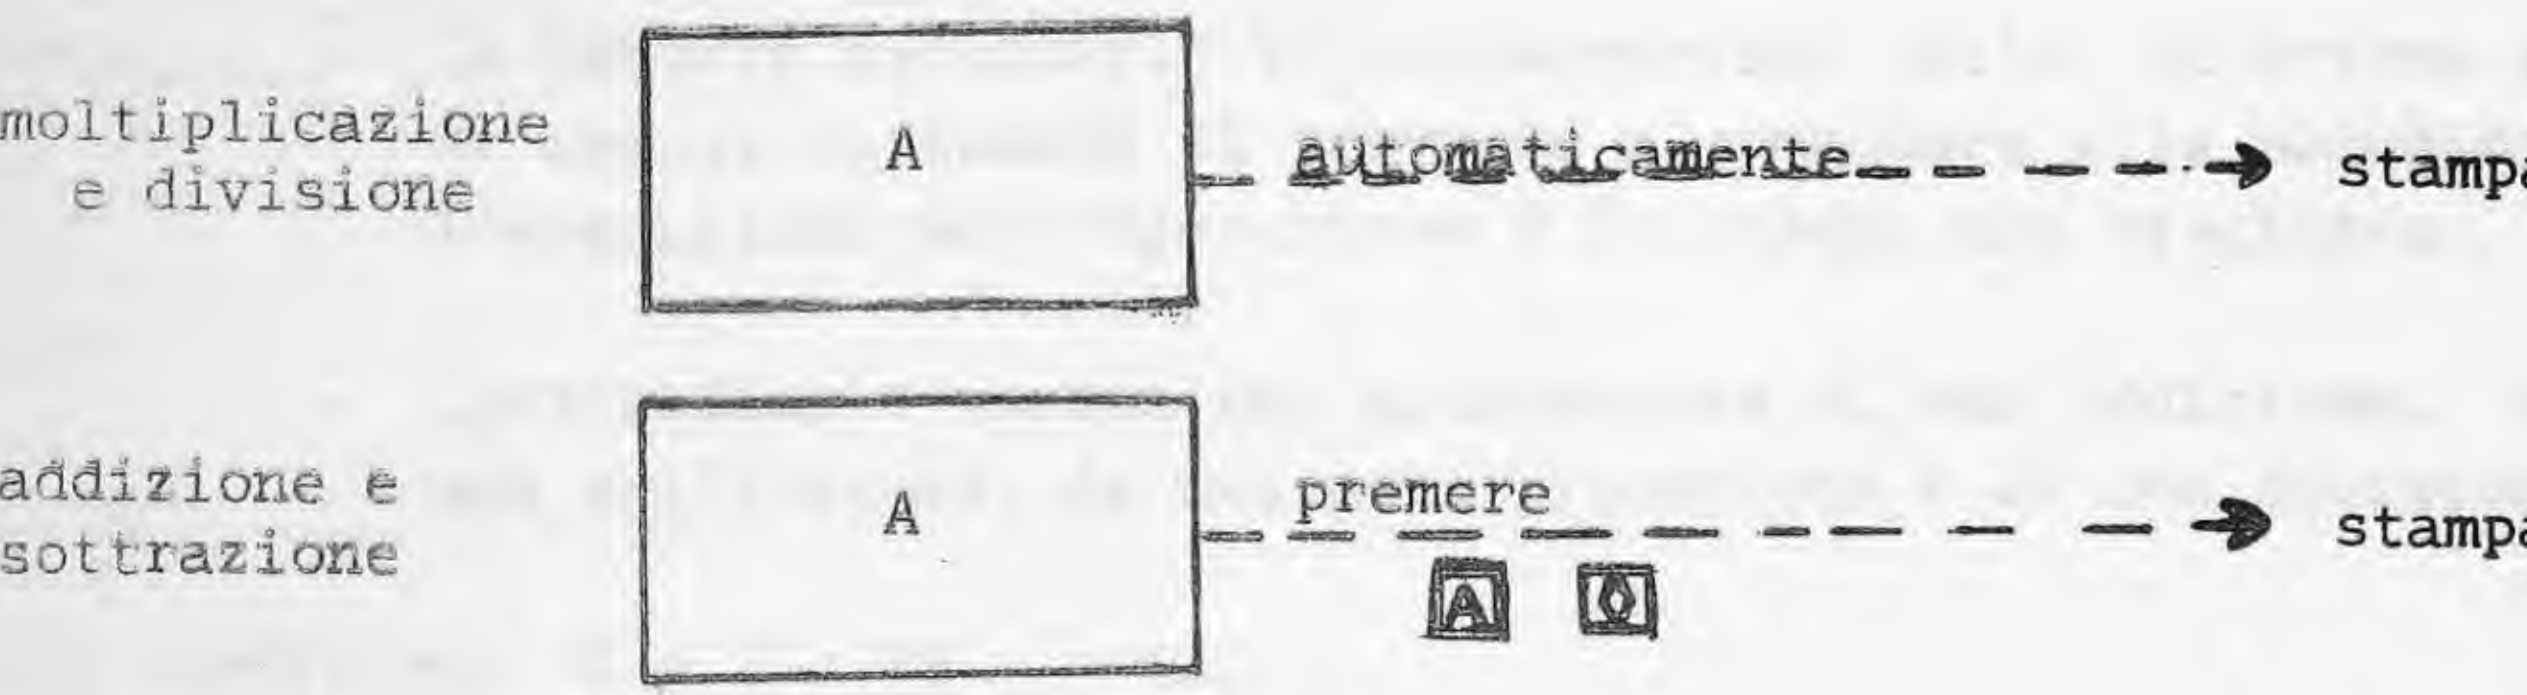 moltiplicazione
e divisione
A
automaticamente
stampa
addizione e
sottrazione
A
premere
stampa
A ◊